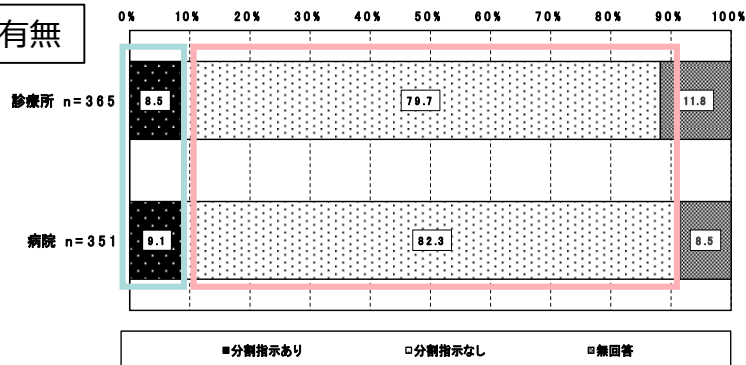 有無
0% 10% 20% 30% 40% 50% 60% 70% 80% 90% 100%
診療所 n=365 8.5 79.7 11.8
病院 n=351 9.1 82.3 8.5
■分割指示あり □分割指示なし ▩無回答